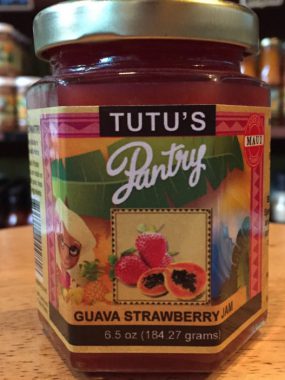 TUTU'S
Pantry
MAUI
GUAVA STRAWBERRY JAM
6.5 oz (184.27 grams)